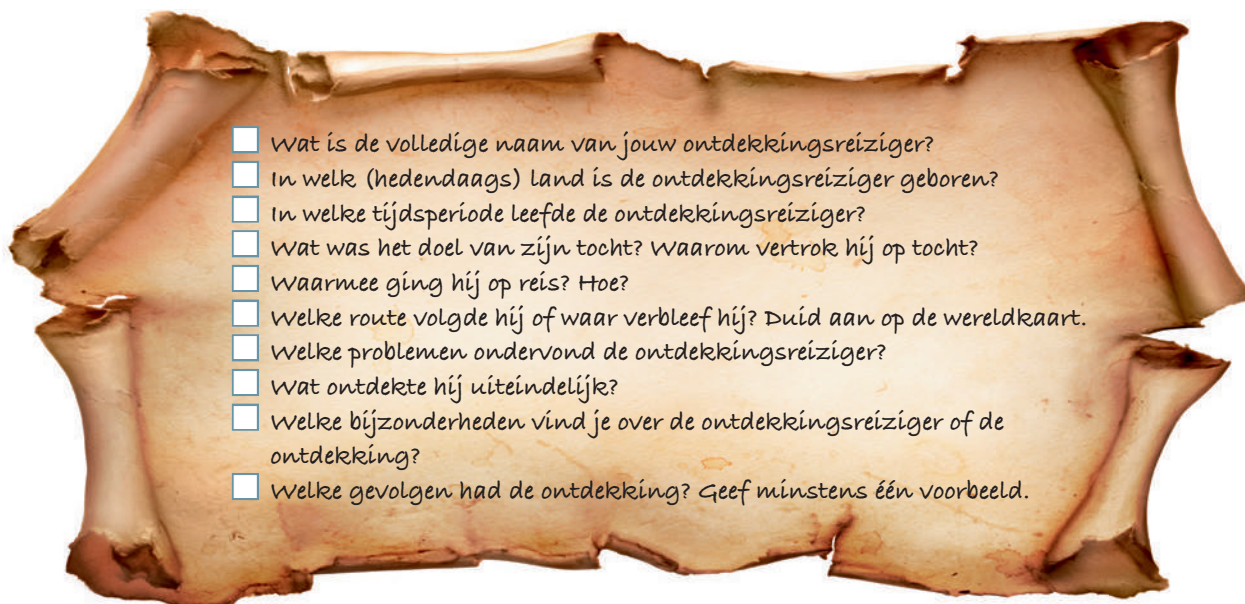 Wat is de volledige naam van jouw ontdekkingsreiziger?
In welk (hedendaags) land is de ontdekkingsreiziger geboren?
In welke tijdsperiode leefde de ontdekkingsreiziger?
Wat was het doel van zijn tocht? Waarom vertrok hij op tocht?
Waarmee ging hij op reis? Hoe?
Welke route volgde hij of waar verbleef hij? Duid aan op de wereldkaart.
Welke problemen ondervond de ontdekkingsreiziger?
Wat ontdekte hij uiteindelijk?
Welke bijzonderheden vind je over de ontdekkingsreiziger of de
ontdekking?
Welke gevolgen had de ontdekking? Geef minstens één voorbeeld.